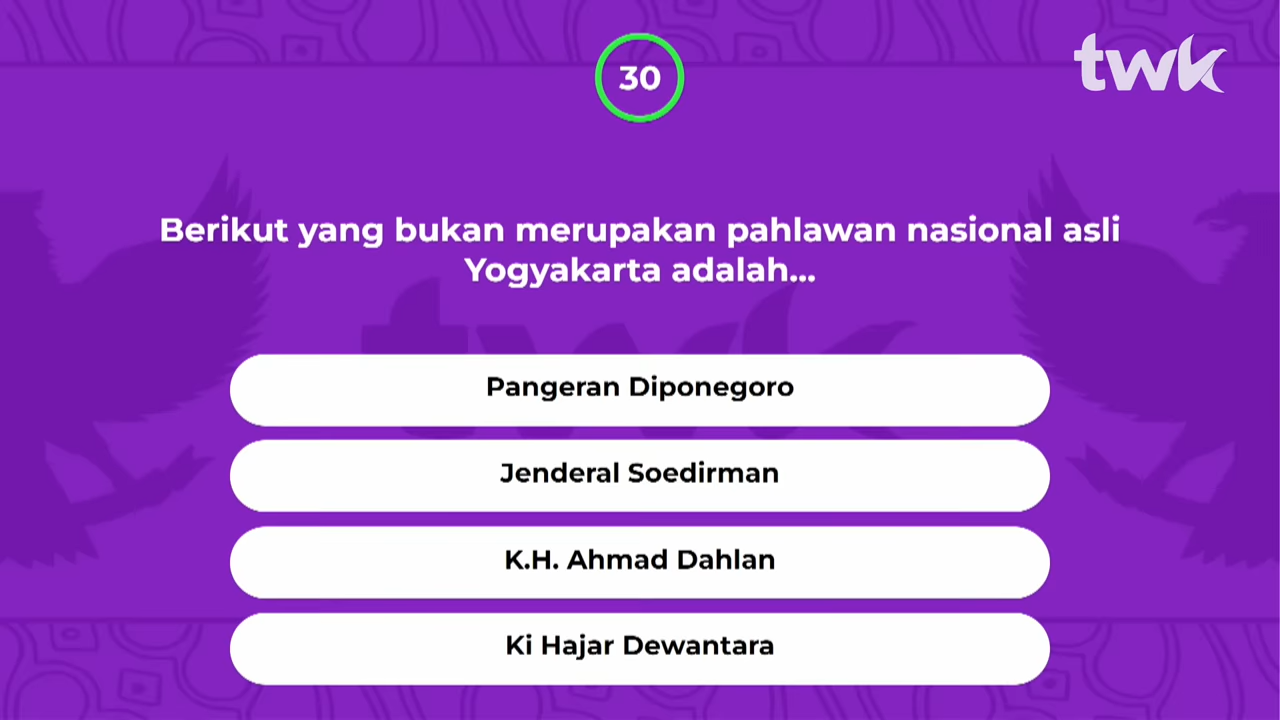 30
twk
Berikut yang bukan merupakan pahlawan nasional asli
Yogyakarta adalah...
twk
Pangeran Diponegoro
Jenderal Soedirman
K.H. Ahmad Dahlan
Ki Hajar Dewantara